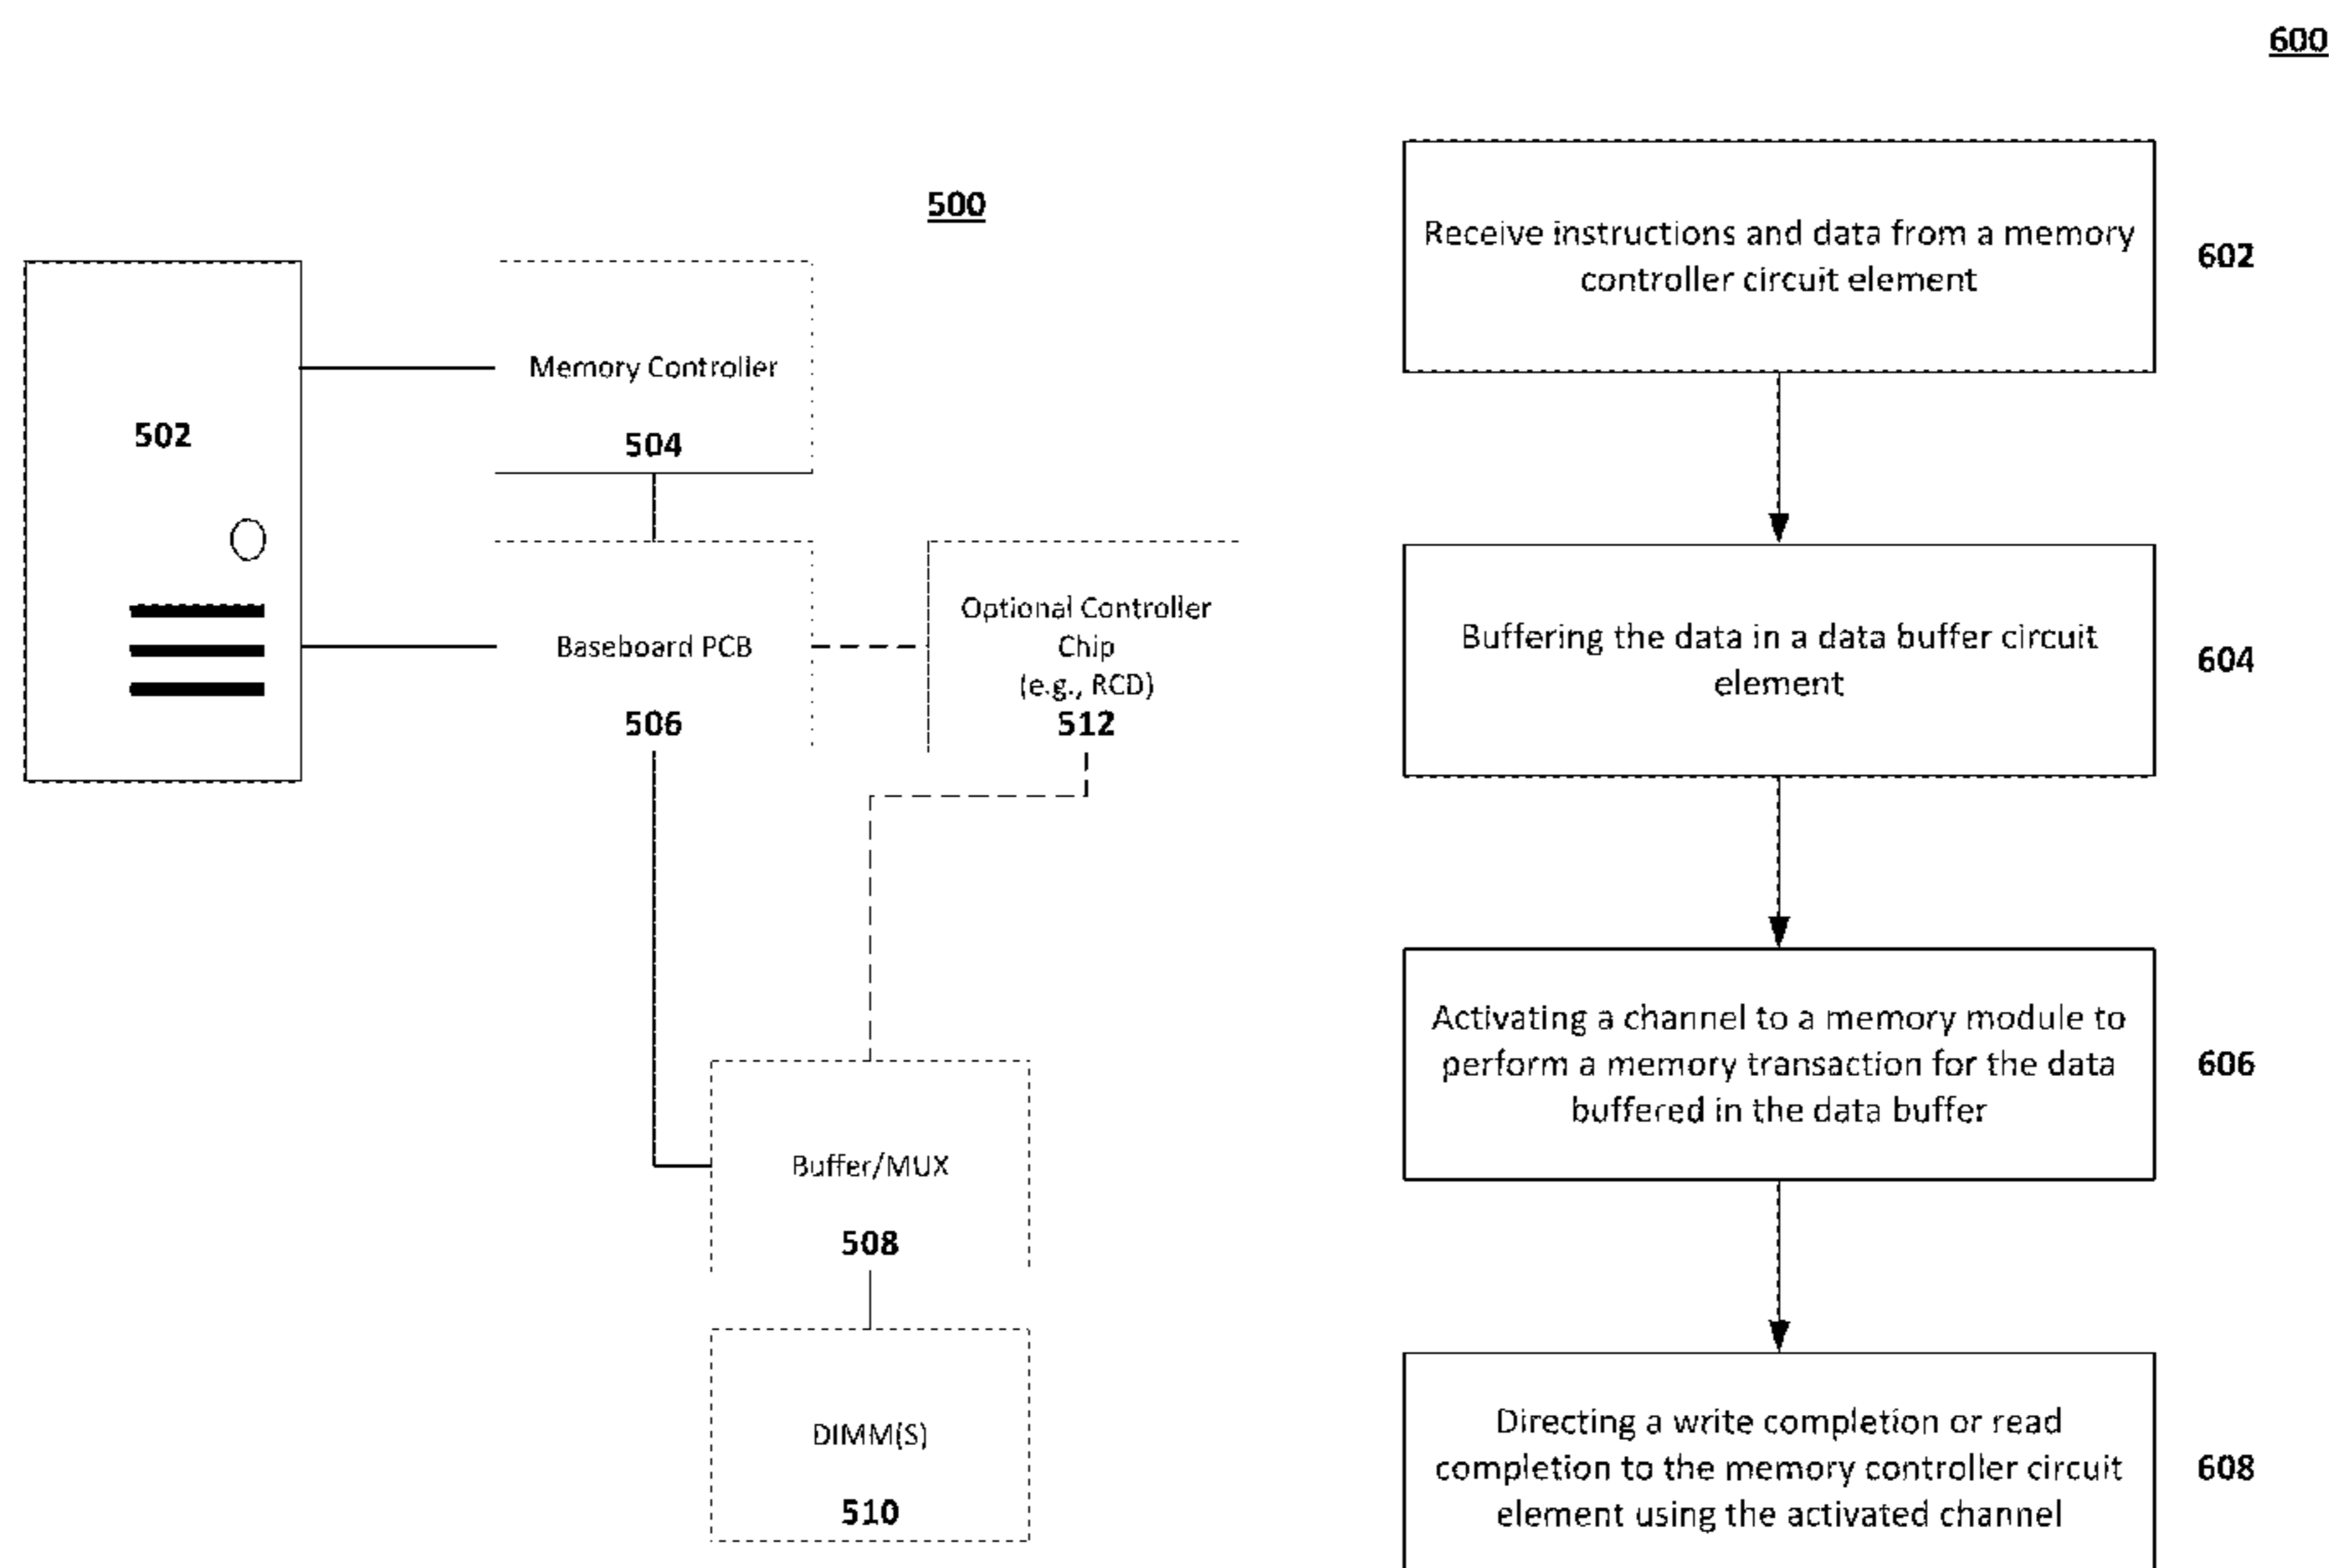 500
502
Memory Controller
504
Baseboard PCB
506
Optional Controller
Chip
(e.g., RCD)
512
Buffer/MUX
508
DIMM(S)
510
600
Receive instructions and data from a memory
controller circuit element
602
Buffering the data in a data buffer circuit
element
604
Activating a channel to a memory module to
perform a memory transaction for the data
buffered in the data buffer
606
Directing a write completion or read
completion to the memory controller circuit
element using the activated channel
608